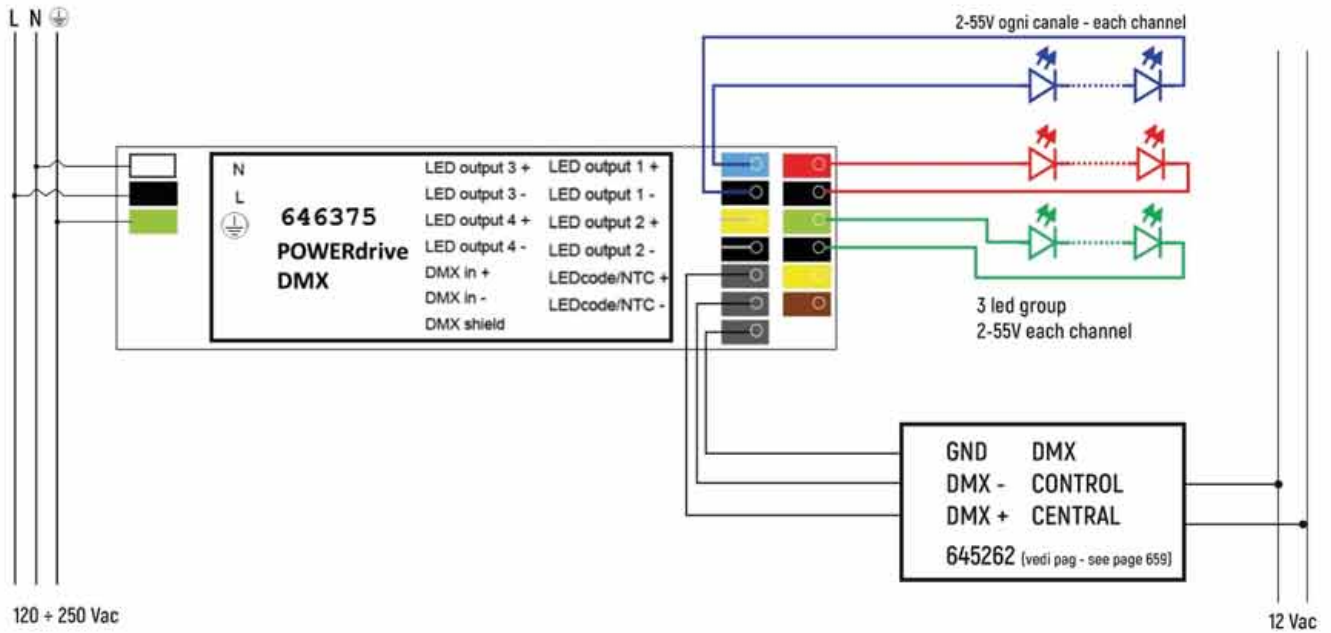 L N
2-55V ogni canale - each channel
N
L
646375
POWERdrive
DMX
LED output 3 +
LED output 3 -
LED output 4 +
LED output 4 -
DMX in +
DMX in -
DMX shield
LED output 1 +
LED output 1 -
LED output 2 +
LED output 2 -
LEDcode/NTC +
LEDcode/NTC -
3 led group
2-55V each channel
GND DMX
DMX - CONTROL
DMX + CENTRAL
645262 (vedi pag - see page 659)
120 ÷ 250 Vac
12 Vac